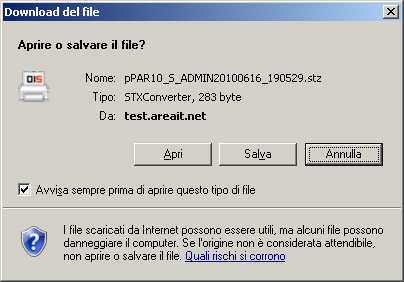 Download del file
Aprire o salvare il file?
OIS
Nome: pPAR10_S_ADMIN20100616_190529.stz
Tipo: STXConverter, 283 byte
Da: test.areait.net
Apri Salva Annulla
Avvisa sempre prima di aprire questo tipo di file
I file scaricati da Internet possono essere utili, ma alcuni file possono
danneggiare il computer. Se l'origine non è considerata attendibile,
non aprire o salvare il file. Quali rischi si corrono